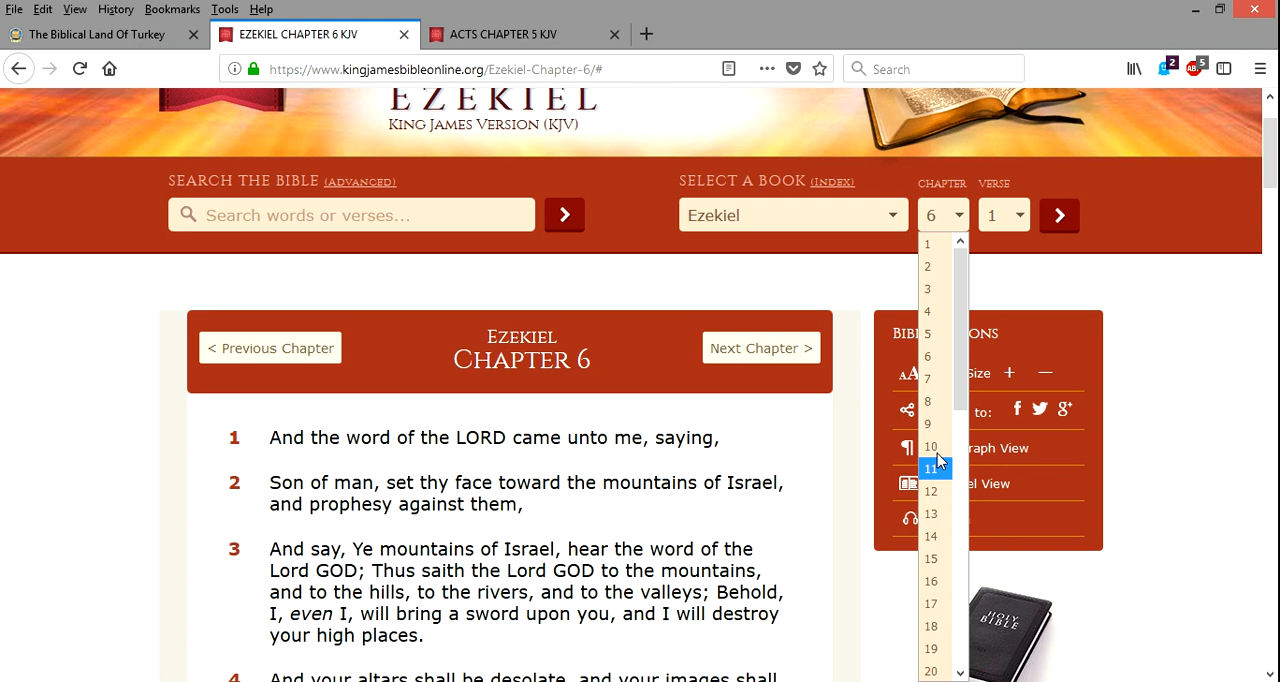 File Edit View History Bookmarks Tools Help
The Biblical Land Of Turkey
EZEKIEL CHAPTER 6 KJV
ACTS CHAPTER 5 KJV
https://www.kingjamesbibleonline.org/Ezekiel-Chapter-6/#
Search
2
5
EZEKIEL
KING JAMES VERSION (KJV)
SEARCH THE BIBLE (ADVANCED)
Search words or verses...
SELECT A BOOK (INDEX)
CHAPTER
VERSE
Ezekiel
6
1
1
2
3
4
5
6
7
8
9
10
11
12
13
14
15
16
17
18
19
20
< Previous Chapter
EZEKIEL
CHAPTER 6
Next Chapter >
1 And the word of the LORD came unto me, saying,
2 Son of man, set thy face toward the mountains of Israel,
and prophesy against them,
3 And say, Ye mountains of Israel, hear the word of the
Lord GOD; Thus saith the Lord GOD to the mountains,
and to the hills, to the rivers, and to the valleys; Behold,
I, even I, will bring a sword upon you, and I will destroy
your high places.
4 And your altars shall be desolate, and your images shall
Size + —
to:
View
HOLY
BIBLE